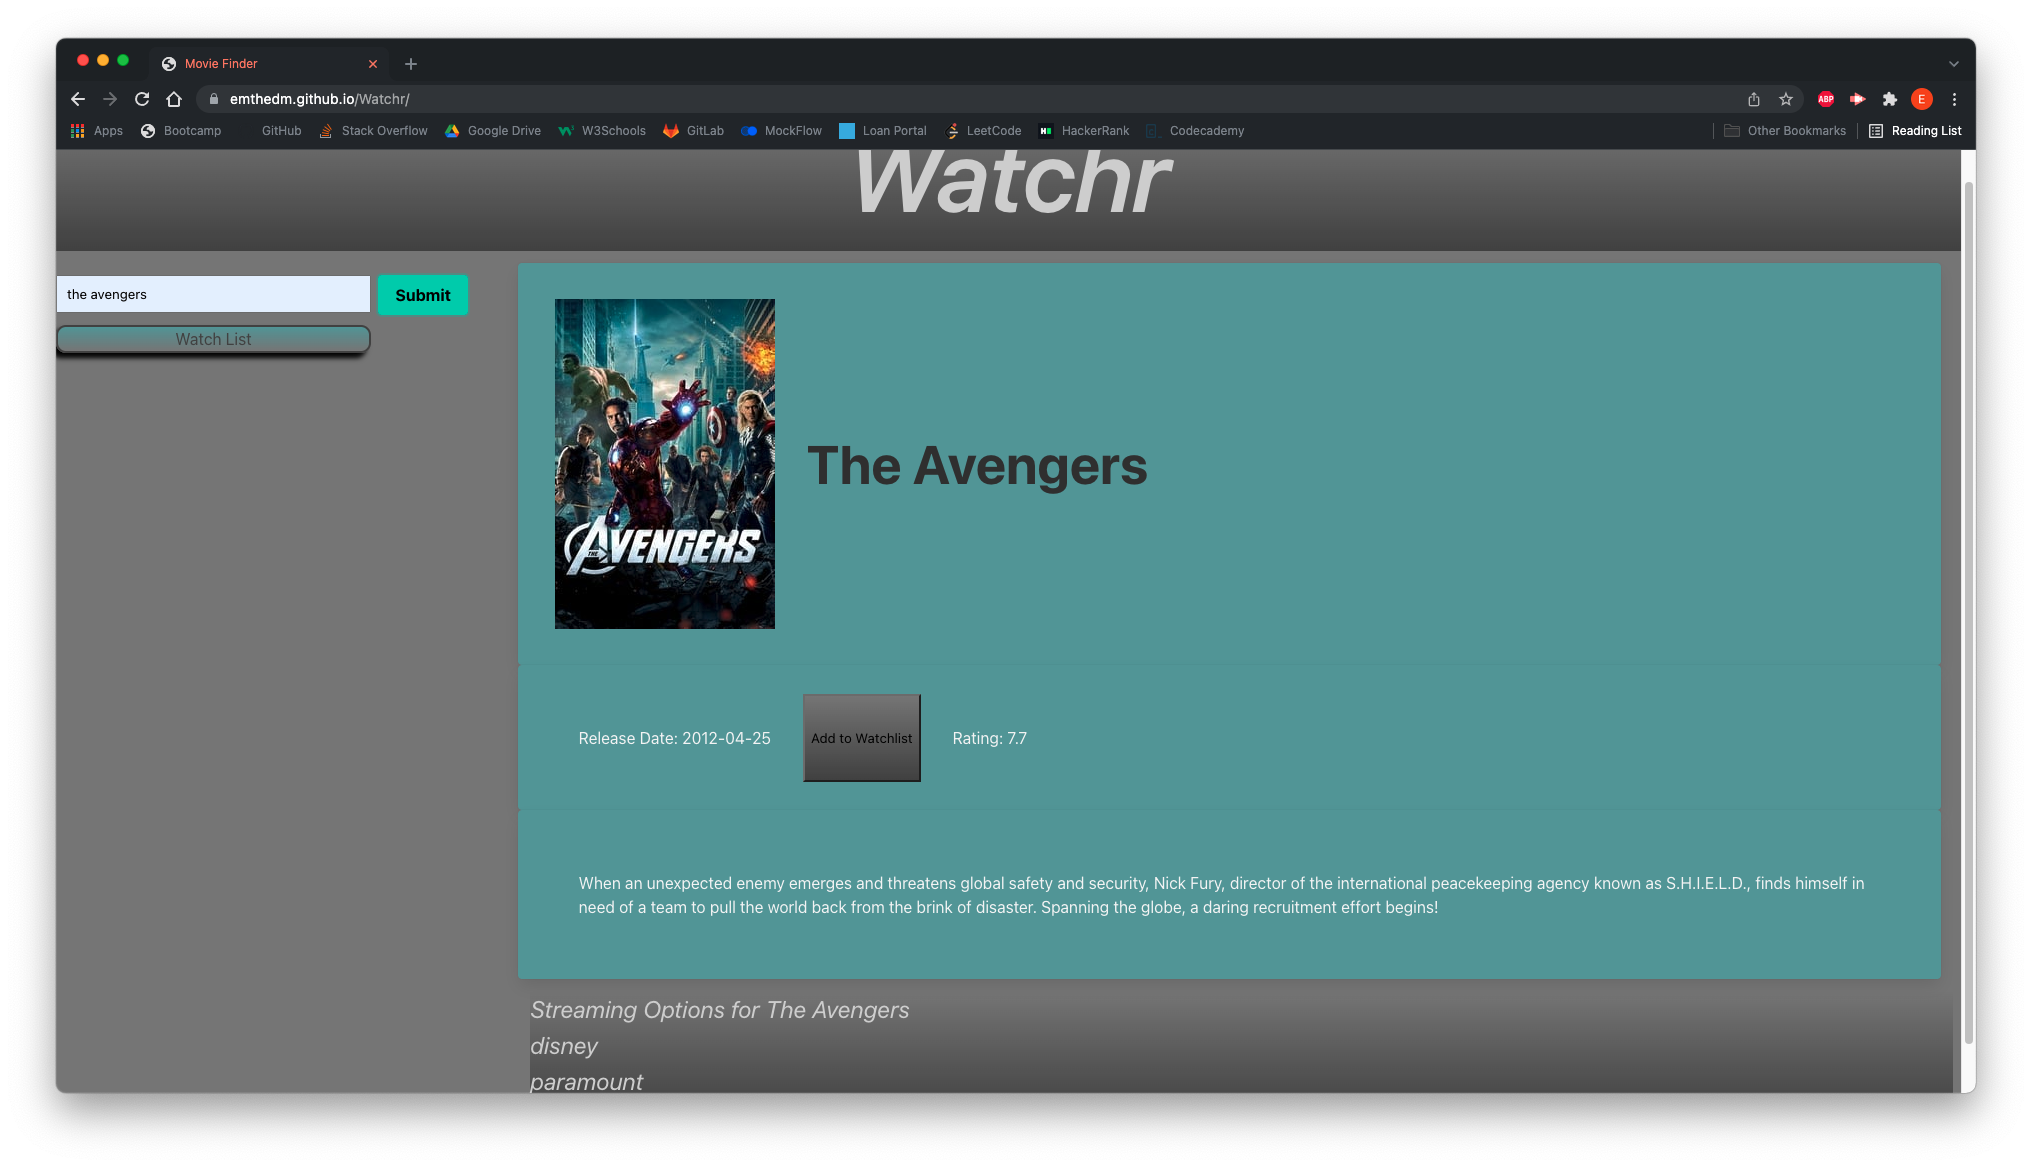 Movie Finder
emthedm.github.io/Watchr/
ABP
E
Apps Bootcamp GitHub Stack Overflow Google Drive W3Schools GitLab MockFlow Loan Portal LeetCode HackerRank Codecademy Other Bookmarks Reading List
Watchr
the avengers Submit
Watch List
THE AVENGERS
The Avengers
Release Date: 2012-04-25 Add to Watchlist Rating: 7.7
When an unexpected enemy emerges and threatens global safety and security, Nick Fury, director of the international peacekeeping agency known as S.H.I.E.L.D., finds himself in
need of a team to pull the world back from the brink of disaster. Spanning the globe, a daring recruitment effort begins!
Streaming Options for The Avengers
disney
paramount